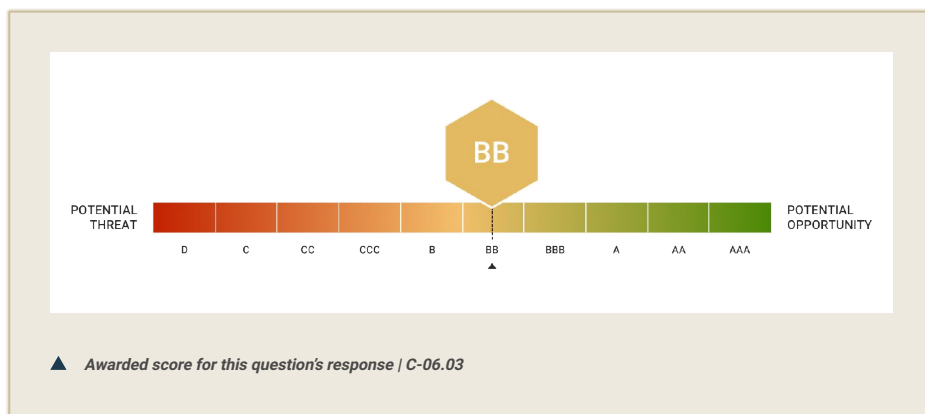 BB
POTENTIAL
THREAT
POTENTIAL
OPPORTUNITY
D C CC CCC B BB BBB A AA AAA
Awarded score for this question's response | C-06.03